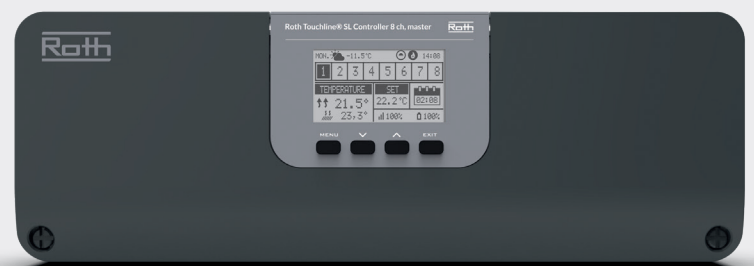 Roth
Roth Touchline® SL Controller 8 ch, master
Roth
MON. -11.5°C 14:00
1 2 3 4 5 6 7 8
TEMPERATURE SET
21.5° 22.2°C 02:08
23,3° 100% 100%
MENU EXIT